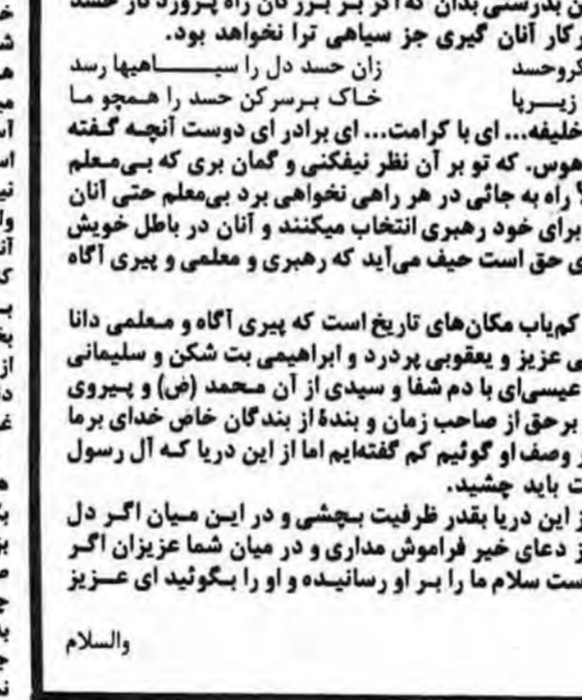 بدرستی بدان که اگر بر بزرگان راه پروردگار حسد
کار آنان گیری جز سیاهی ترا نخواهد بود.
کروحسد زان حسد دل را سیاهیها رسد
زیرپا خاک برسر کن حسد را همچو ما
خلیفه... ای با کرامت... ای برادر ای دوست آنچه گفته
هوس. که تو بر آن نظر نیفکنی و گمان بری که بی‌معلم
راه به جائی در هر راهی نخواهی برد بی‌معلم حتی آنان
برای خود رهبری انتخاب میکنند و آنان در باطل خویش
حق است حیف می‌آید که رهبری و معلمی و پیری آگاه
کم‌یاب مکان‌های تاریخ است که پیری آگاه و معلمی دانا
عزیز و یعقوبی پردرد و ابراهیمی بت شکن و سلیمانی
عیسی‌ای با دم شفا و سیدی از آن محمد (ض) و پیروی
برحق از صاحب زمان و بندهٔ از بندگان خاص خدای برما
وصف او گوئیم کم گفته‌ایم اما از این دریا که آل رسول
باید چشید.
این دریا بقدر ظرفیت بچشی و در این میان اگر دل
دعای خیر فراموش مداری و در میان شما عزیزان اگر
سلام ما را بر او رسانیده و او را بگوئید ای عزیز
والسلام